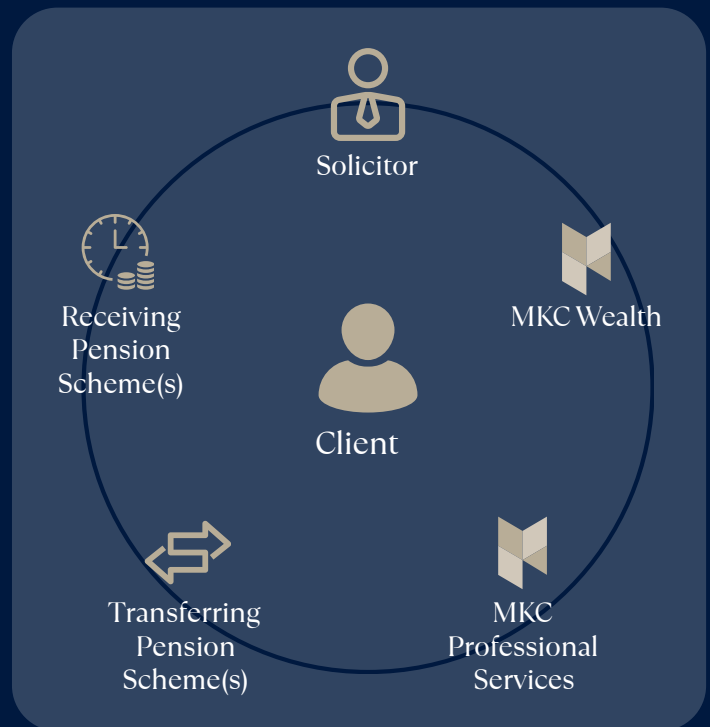 Solicitor
Receiving
Pension
Scheme(s)
MKC Wealth
Client
Transferring
Pension
Scheme(s)
MKC
Professional
Services